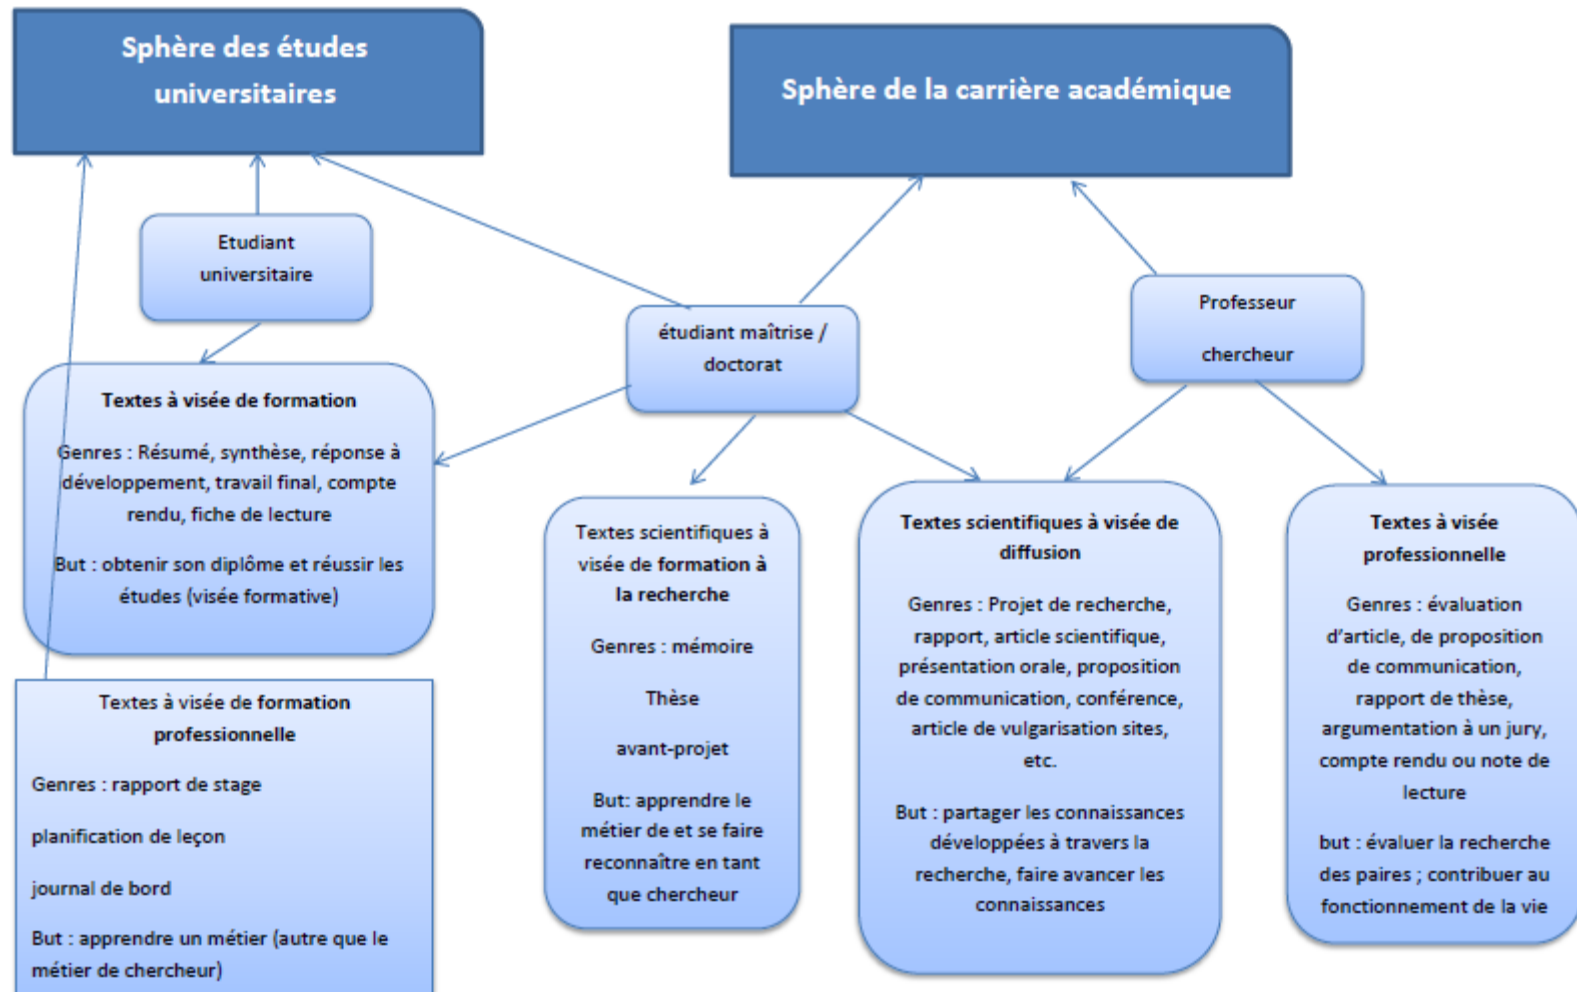 Sphère des études
universitaires
Sphère de la carrière académique
Etudiant
universitaire
étudiant maîtrise /
doctorat
Professeur
chercheur
Textes à visée de formation
Genres : Résumé, synthèse, réponse à
développement, travail final, compte
rendu, fiche de lecture
But : obtenir son diplôme et réussir les
études (visée formative)
Textes à visée de formation
professionnelle
Genres : rapport de stage
planification de leçon
journal de bord
But : apprendre un métier (autre que le
métier de chercheur)
Textes scientifiques à
visée de formation à
la recherche
Genres : mémoire
Thèse
avant-projet
But: apprendre le
métier de et se faire
reconnaître en tant
que chercheur
Textes scientifiques à visée de
diffusion
Genres : Projet de recherche,
rapport, article scientifique,
présentation orale, proposition
de communication, conférence,
article de vulgarisation sites,
etc.
But : partager les connaissances
développées à travers la
recherche, faire avancer les
connaissances
Textes à visée
professionnelle
Genres : évaluation
d'article, de proposition
de communication,
rapport de thèse,
argumentation à un jury,
compte rendu ou note de
lecture
but : évaluer la recherche
des paires ; contribuer au
fonctionnement de la vie